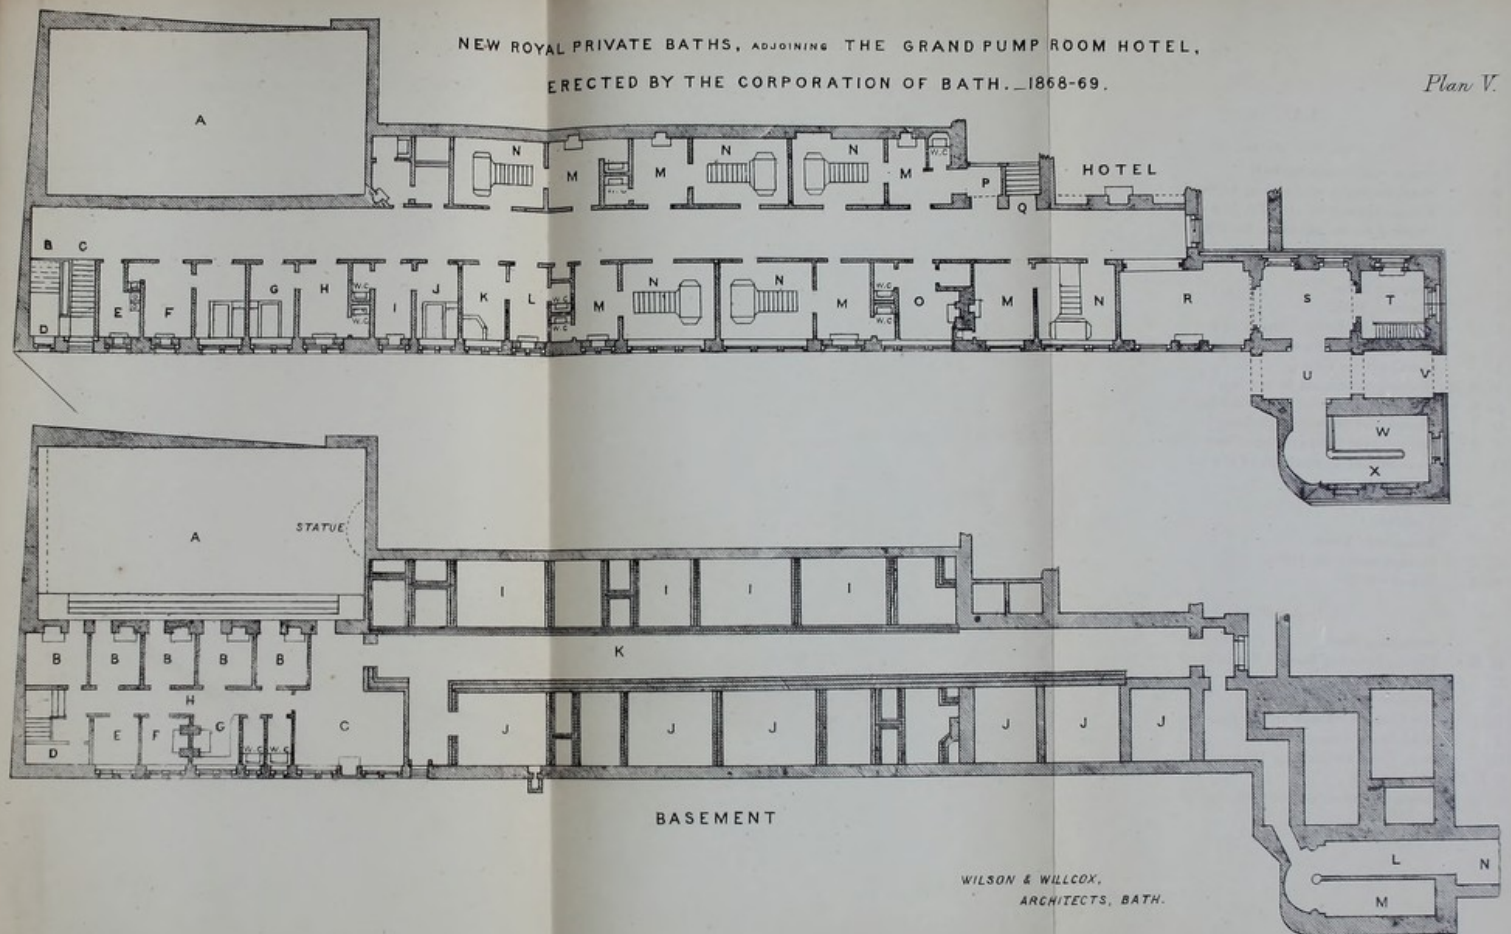 NEW ROYAL PRIVATE BATHS, ADJOINING THE GRAND PUMP ROOM HOTEL,
ERECTED BY THE CORPORATION OF BATH._1868-69.
Plan V.
A
HOTEL
N M M N N M W.C P Q
B C
D E F G H W.C W.C I J K L W.C W.C M N N M W.C W.C O M N R S T
U V
W
X
A
STATUE
I I I I
K
B B B B B
H
D E F G W.C W.C C J J J J J J
BASEMENT
L N
M
WILSON & WILLCOX,
ARCHITECTS, BATH.